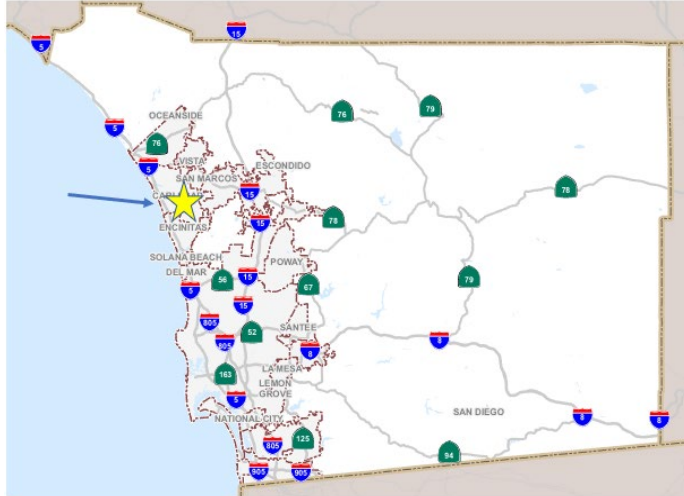 5
15
79
76
OCEANSIDE
5
76
VISTA
5
ESCONDIDO
SAN MARCOS
15
78
78
15
ENCINITAS
SOLANA BEACH
DEL MAR
POWAY
56
15
79
67
5
15
805
SANTEE
52
805
8
8
LA MESA
163
LEMON
GROVE
5
NATIONAL CITY
SAN DIEGO
8
8
125
805
94
905
905